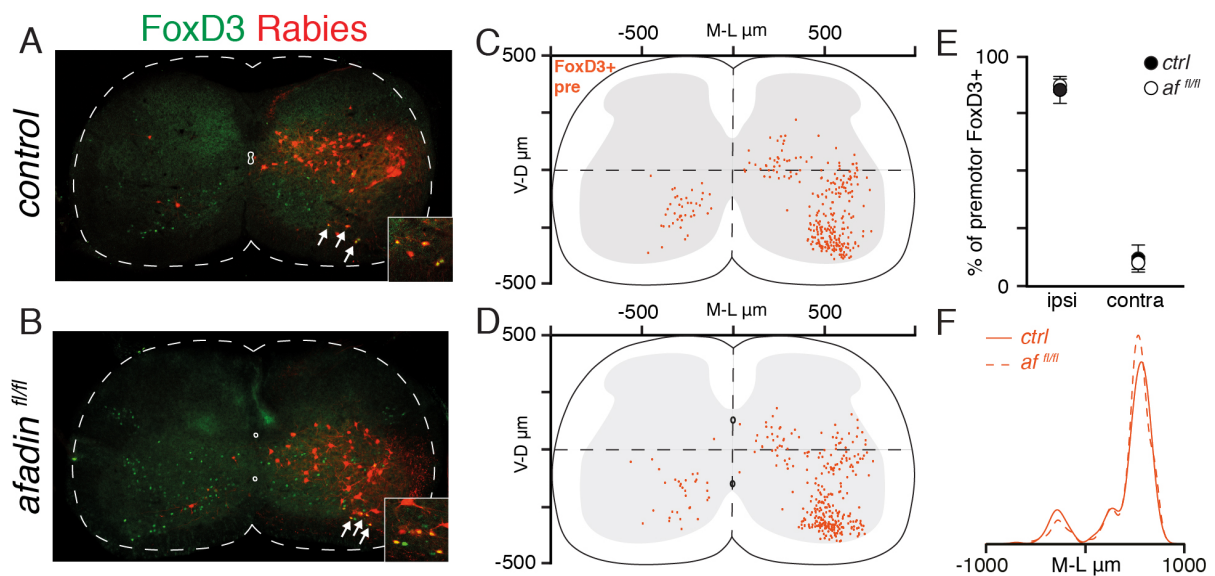 FoxD3 Rabies
A
control
B
afadin fl/fl
C
-500 M-L µm 500
500
FoxD3+
pre
V-D µm
-500
D
-500 M-L µm 500
500
V-D µm
-500
E
100
% of premotor FoxD3+
0
ipsi contra
ctrl
af fl/fl
F
ctrl
af fl/fl
-1000 M-L µm 1000